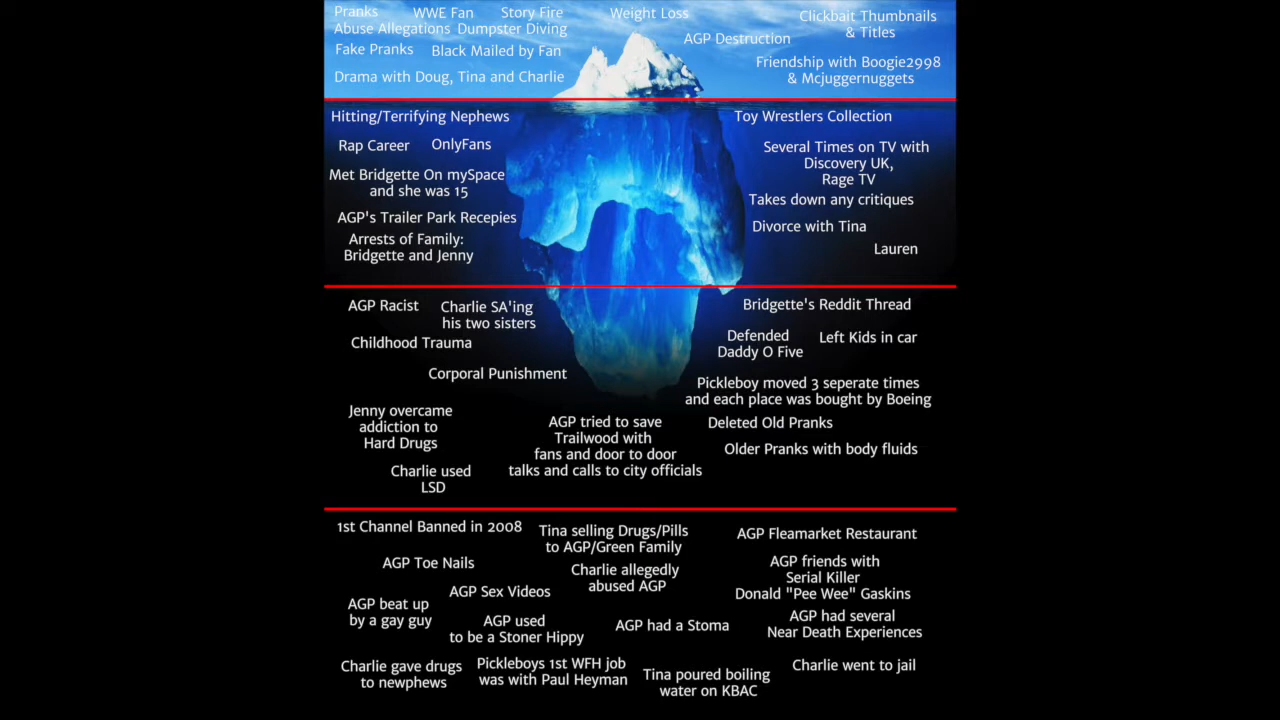 Pranks
WWE Fan
Story Fire
Weight Loss
Clickbait Thumbnails
& Titles
Abuse Allegations
Dumpster Diving
AGP Destruction
Fake Pranks
Black Mailed by Fan
Friendship with Boogie2998
& Mcjuggernuggets
Drama with Doug, Tina and Charlie
Hitting/Terrifying Nephews
Toy Wrestlers Collection
Rap Career
OnlyFans
Several Times on TV with
Discovery UK,
Rage TV
Met Bridgette On mySpace
and she was 15
Takes down any critiques
AGP's Trailer Park Recepies
Divorce with Tina
Arrests of Family:
Bridgette and Jenny
Lauren
AGP Racist
Charlie SA'ing
his two sisters
Bridgette's Reddit Thread
Childhood Trauma
Defended
Daddy O Five
Left Kids in car
Corporal Punishment
Pickleboy moved 3 seperate times
and each place was bought by Boeing
Jenny overcame
addiction to
Hard Drugs
AGP tried to save
Trailwood with
fans and door to door
talks and calls to city officials
Deleted Old Pranks
Older Pranks with body fluids
Charlie used
LSD
1st Channel Banned in 2008
Tina selling Drugs/Pills
to AGP/Green Family
AGP Fleamarket Restaurant
AGP Toe Nails
Charlie allegedly
abused AGP
AGP friends with
Serial Killer
Donald "Pee Wee" Gaskins
AGP Sex Videos
AGP beat up
by a gay guy
AGP used
to be a Stoner Hippy
AGP had a Stoma
AGP had several
Near Death Experiences
Charlie gave drugs
to newphews
Pickleboys 1st WFH job
was with Paul Heyman
Tina poured boiling
water on KBAC
Charlie went to jail